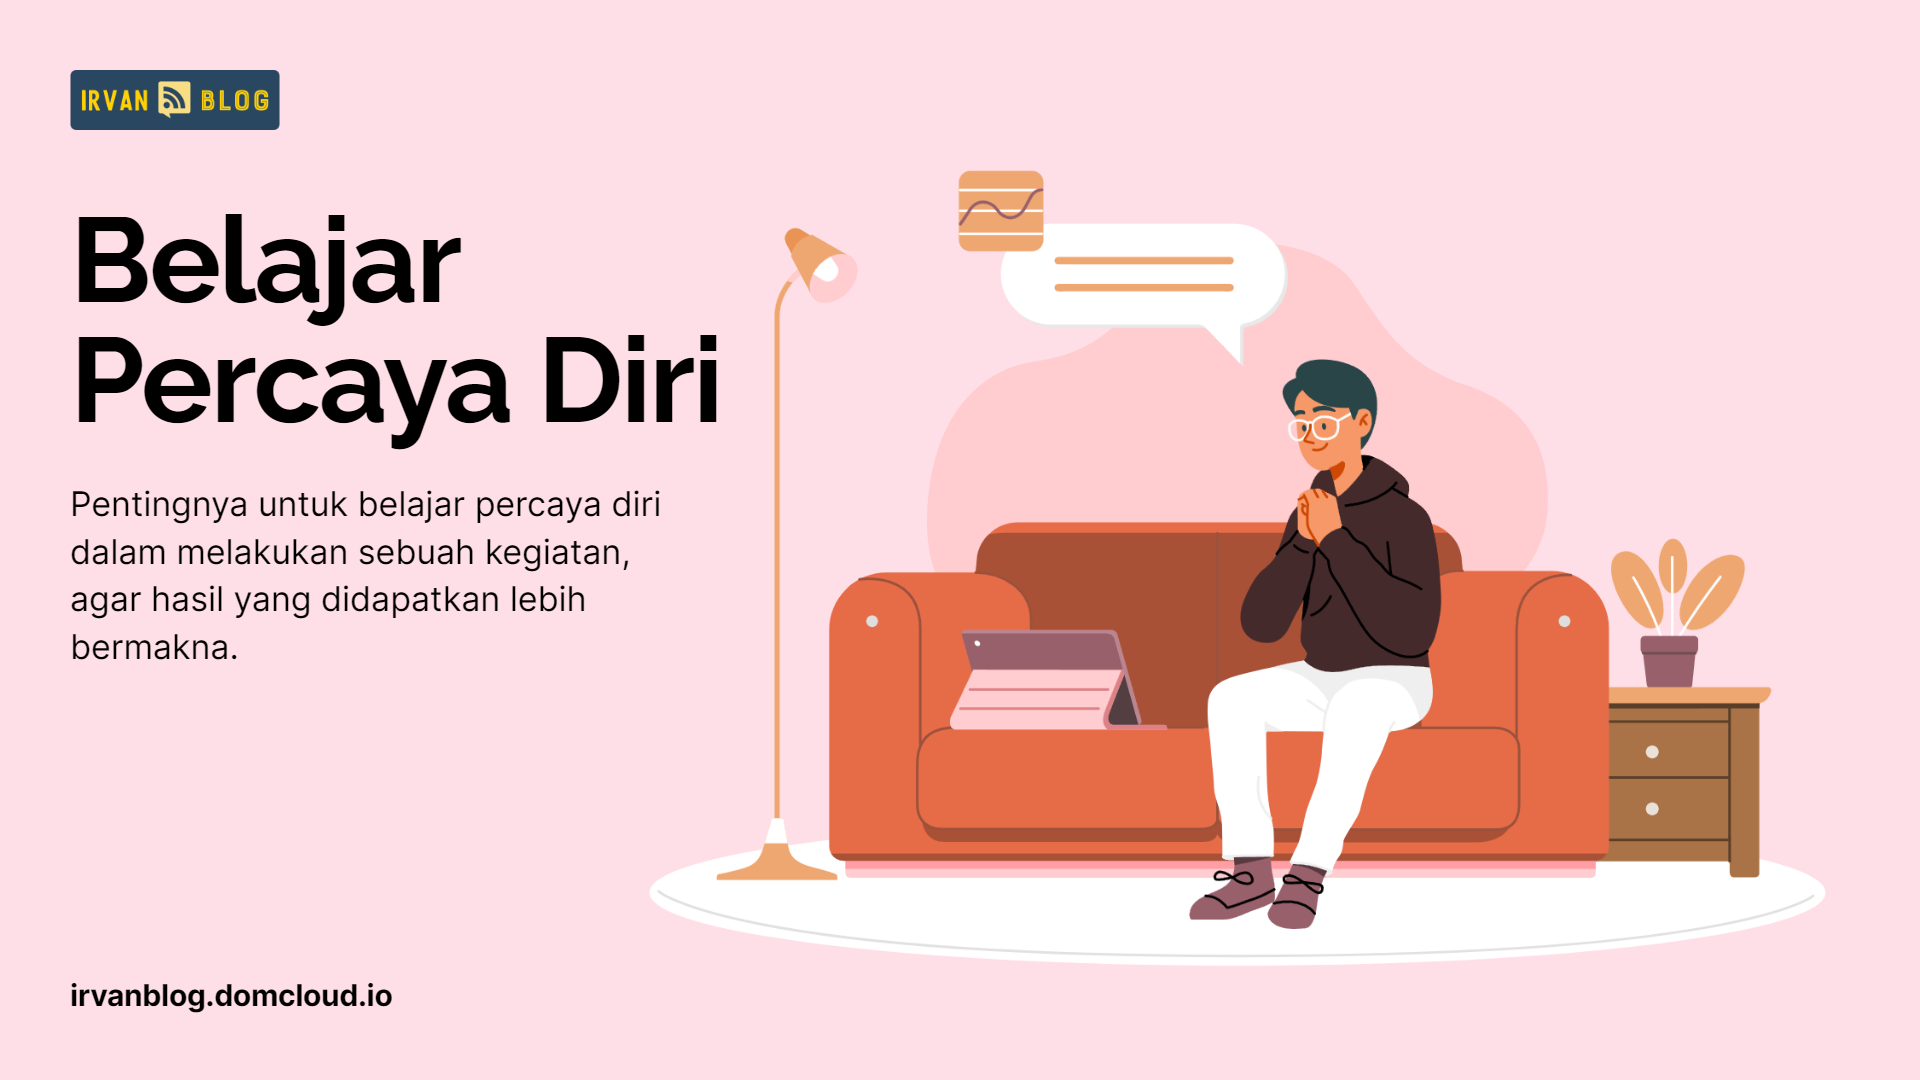 IRVAN BLOG
Belajar
Percaya Diri
Pentingnya untuk belajar percaya diri
dalam melakukan sebuah kegiatan,
agar hasil yang didapatkan lebih
bermakna.
irvanblog.domcloud.io